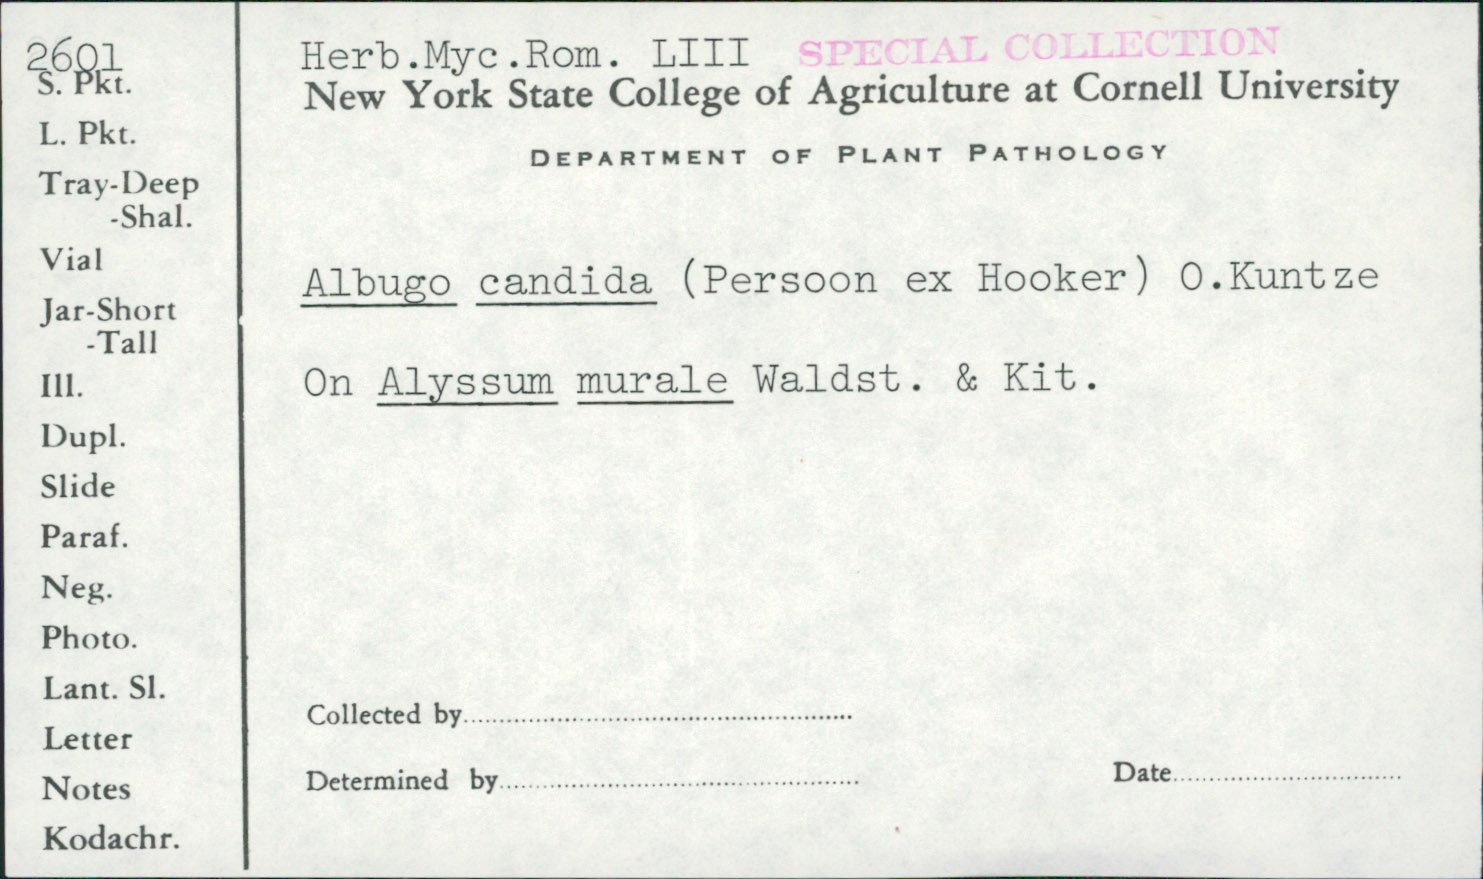 2601
S. Pkt.
L. Pkt.
Tray-Deep
-Shal.
Vial
Jar-Short
-Tall
Ill.
Dupl.
Slide
Paraf.
Neg.
Photo.
Lant. Sl.
Letter
Notes
Kodachr.
Herb.Myc.Rom. LIII SPECIAL COLLECTION
New York State College of Agriculture at Cornell University
DEPARTMENT OF PLANT PATHOLOGY
Albugo candida (Persoon ex Hooker) O.Kuntze
On Alyssum murale Waldst. & Kit.
Collected by
Determined by
Date